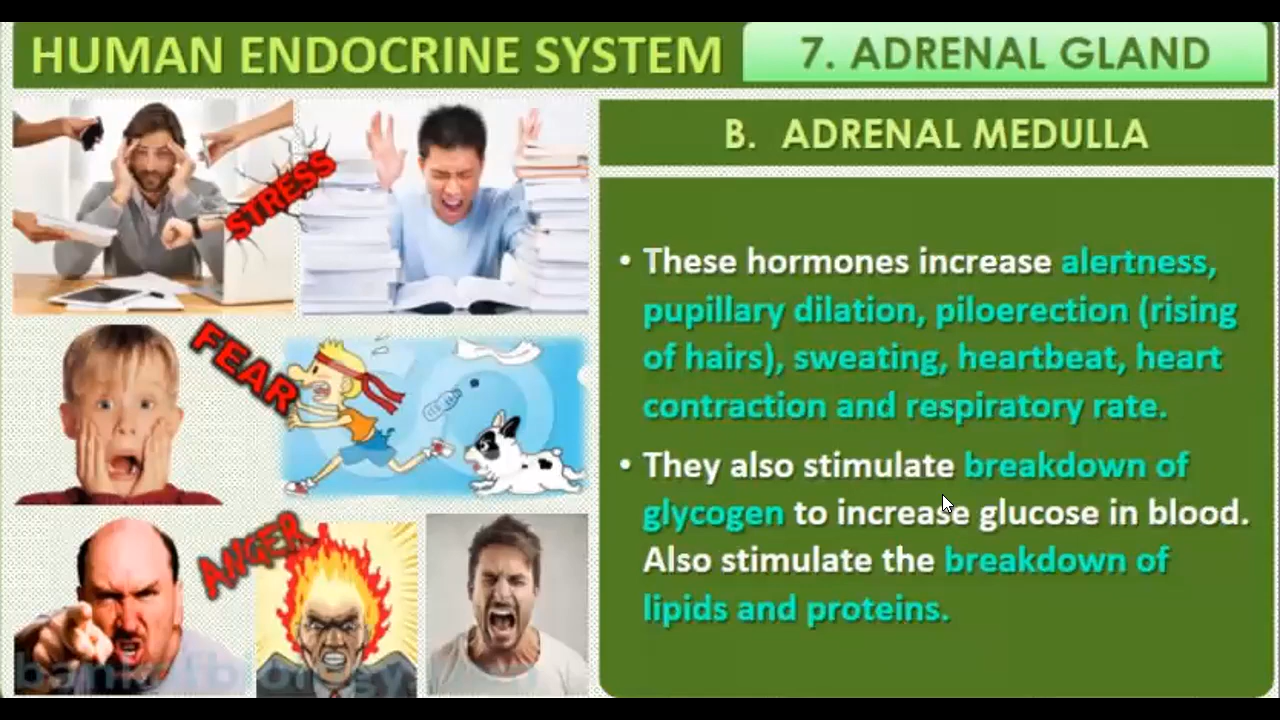 HUMAN ENDOCRINE SYSTEM
7. ADRENAL GLAND
B. ADRENAL MEDULLA
STRESS
FEAR
ANGER
• These hormones increase alertness,
pupillary dilation, piloerection (rising
of hairs), sweating, heartbeat, heart
contraction and respiratory rate.
• They also stimulate breakdown of
glycogen to increase glucose in blood.
Also stimulate the breakdown of
lipids and proteins.